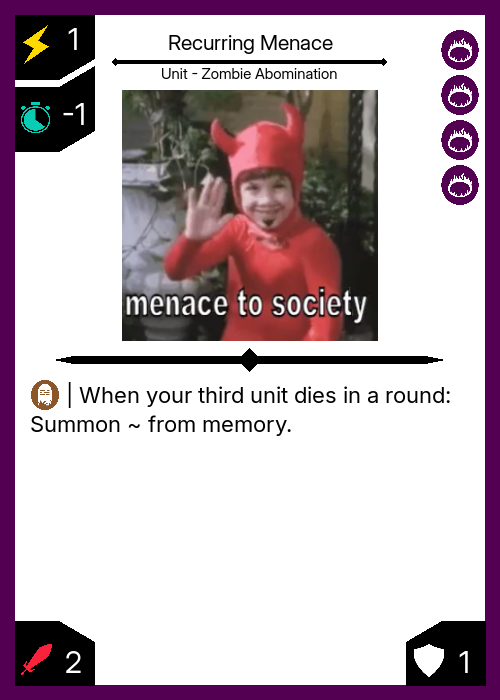 1
Recurring Menace
Unit - Zombie Abomination
-1
menace to society
| When your third unit dies in a round:
Summon ~ from memory.
2
1